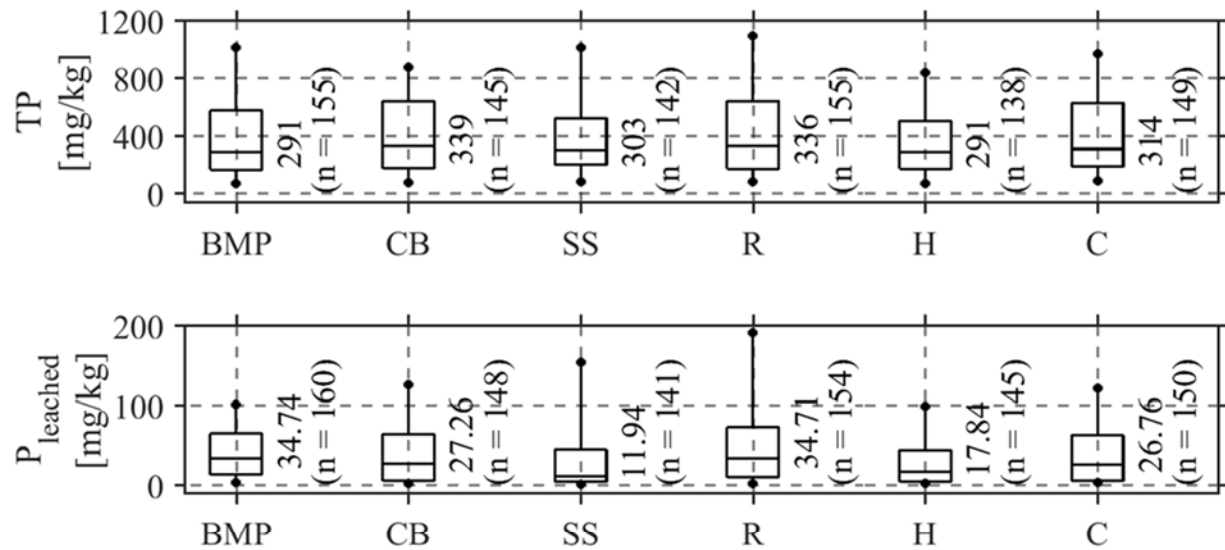 TP
[mg/kg]
1200
800
400
0
291
(n = 155)
339
(n = 145)
303
(n = 142)
336
(n = 155)
291
(n = 138)
314
(n = 149)
BMP CB SS R H C
P leached
[mg/kg]
200
100
0
34.74
(n = 160)
27.26
(n = 148)
11.94
(n = 141)
34.71
(n = 154)
17.84
(n = 145)
26.76
(n = 150)
BMP CB SS R H C